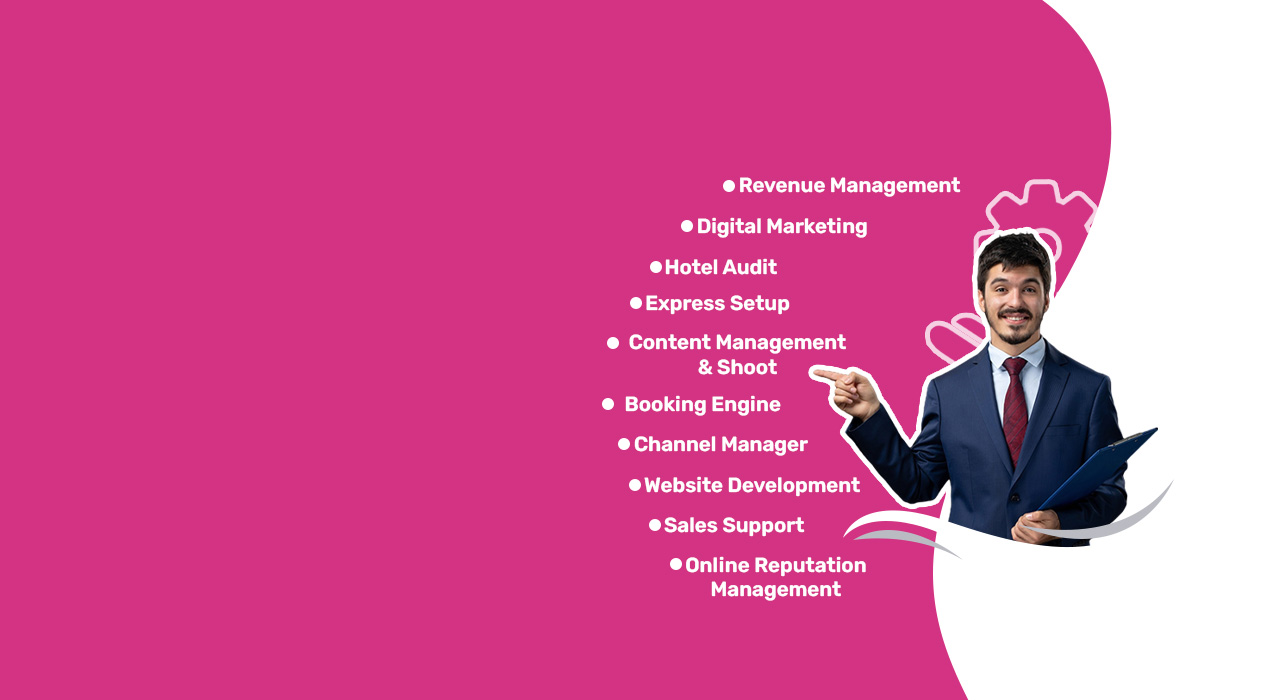 Revenue Management
Digital Marketing
Hotel Audit
Express Setup
Content Management
& Shoot
Booking Engine
Channel Manager
Website Development
Sales Support
Online Reputation
Management